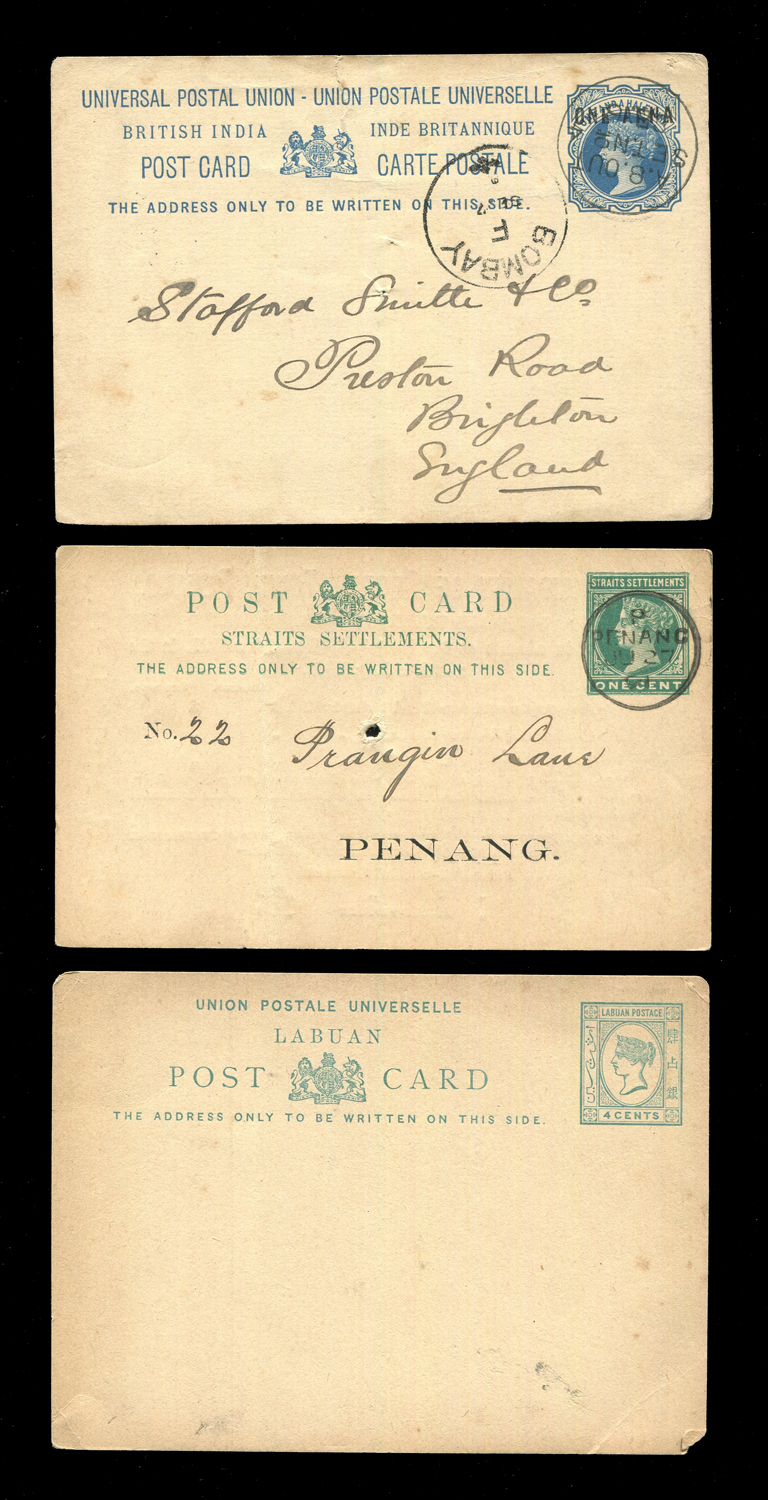 UNIVERSAL POSTAL UNION - UNION POSTALE UNIVERSELLE
BRITISH INDIA INDE BRITANNIQUE
POST CARD CARTE POSTALE
THE ADDRESS ONLY TO BE WRITTEN ON THIS SIDE.
ONE ANNA
BOMBAY
F
SE 7
Stafford Smith & Co
Preston Road
Brighton
England
POST CARD
STRAITS SETTLEMENTS.
THE ADDRESS ONLY TO BE WRITTEN ON THIS SIDE.
STRAITS SETTLEMENTS
ONE CENT
P
PENANG
27
No. 22 Prangin Lane
PENANG.
UNION POSTALE UNIVERSELLE
LABUAN
POST CARD
THE ADDRESS ONLY TO BE WRITTEN ON THIS SIDE.
LABUAN POSTAGE
4 CENTS